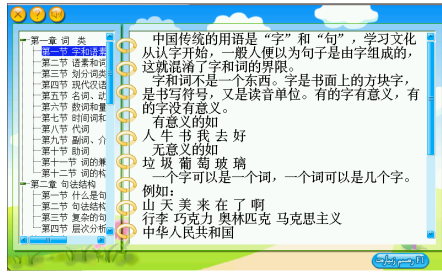 第一章 词 类
第一节 字和语素
第二节 语素和词
第三节 划分词类
第四节 现代汉语
第五节 名词、动
第六节 数词和量
第七节 时间词和
第八节 代词
第九节 副词、介
第十节 助词
第十一节 词的兼
第十二节 词的构
第二章 句法结构
第一节 什么是句
第二节 句法结构
第三节 复杂的句
第四节 层次分析
中国传统的用语是“字”和“句”，学习文化
从认字开始，一般人便以为句子是由字组成的，
这就混淆了字和词的界限。
字和词不是一个东西。字是书面上的方块字，
是书写符号，又是读音单位。有的字有意义，有
的字没有意义。
有意义的如
人 牛 书 我 去 好
无意义的如
垃 圾 葡 萄 玻 璃
一个字可以是一个词，一个词可以是几个字。
例如：
山 天 美 来 在 了 啊
行李 巧克力 奥林匹克 马克思主义
中华人民共和国